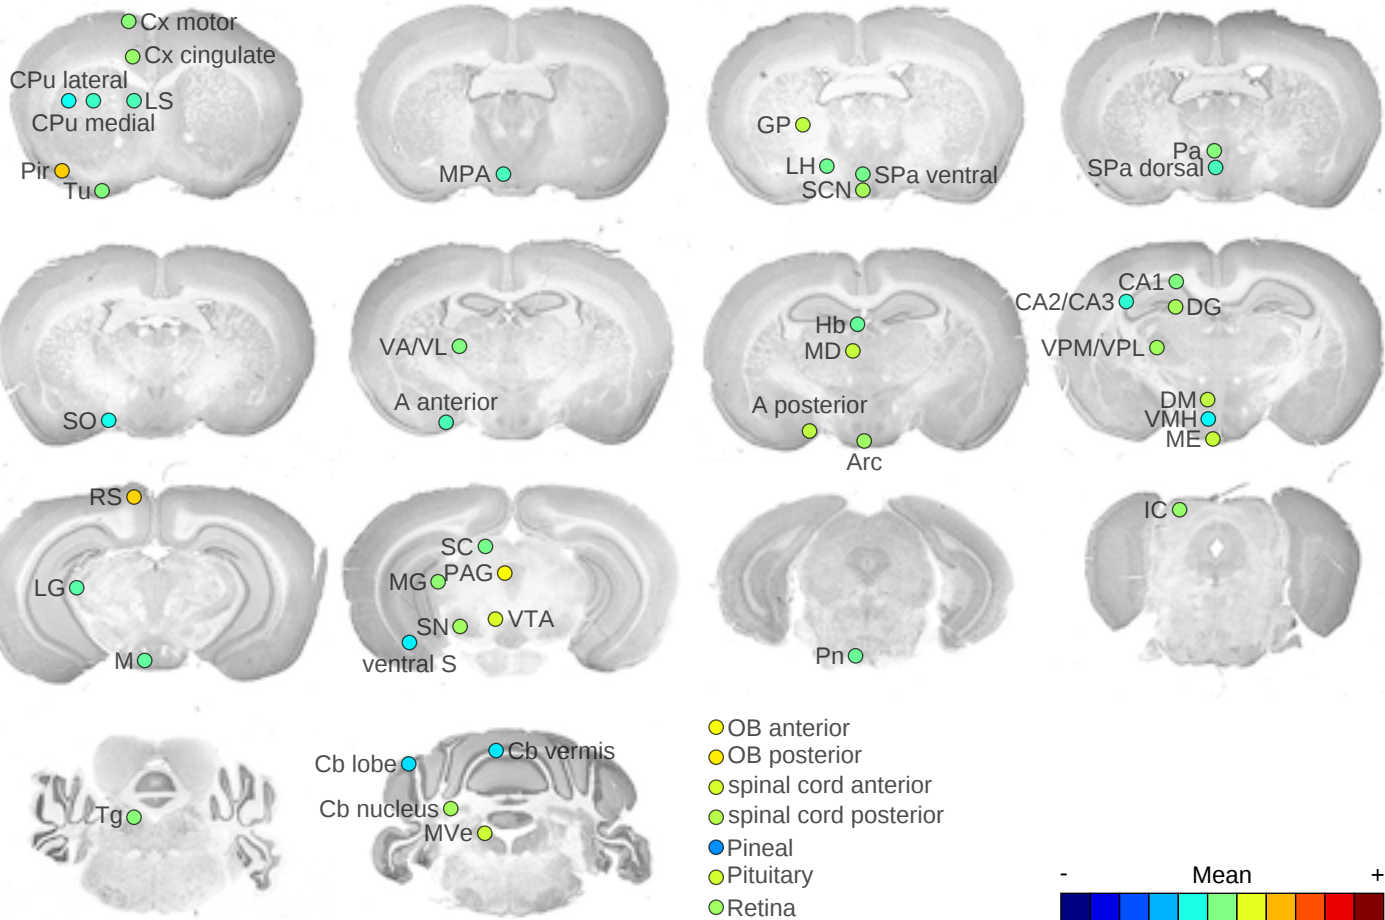 Cx motor
Cx cingulate
CPu lateral
LS
CPu medial
Pir
Tu
MPA
GP
LH
SPa ventral
SCN
Pa
SPa dorsal
SO
VA/VL
A anterior
Hb
MD
A posterior
Arc
CA1
CA2/CA3
DG
VPM/VPL
DM
VMH
ME
RS
LG
M
SC
PAG
MG
VTA
SN
ventral S
Pn
IC
Tg
Cb lobe
Cb vermis
Cb nucleus
MVe
OB anterior
OB posterior
spinal cord anterior
spinal cord posterior
Pineal
Pituitary
Retina
- Mean +